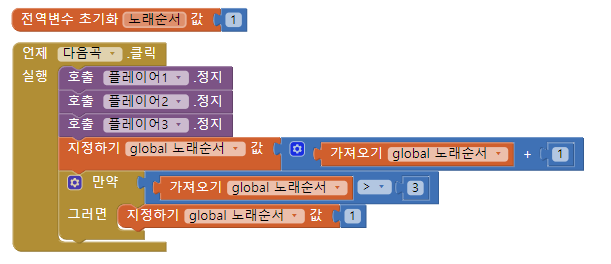 전역변수 초기화 노래순서 값 1
언제 다음곡 .클릭
실행 호출 플레이어1 .정지
호출 플레이어2 .정지
호출 플레이어3 .정지
지정하기 global 노래순서 값 가져오기 global 노래순서 + 1
만약 가져오기 global 노래순서 > 3
그러면 지정하기 global 노래순서 값 1